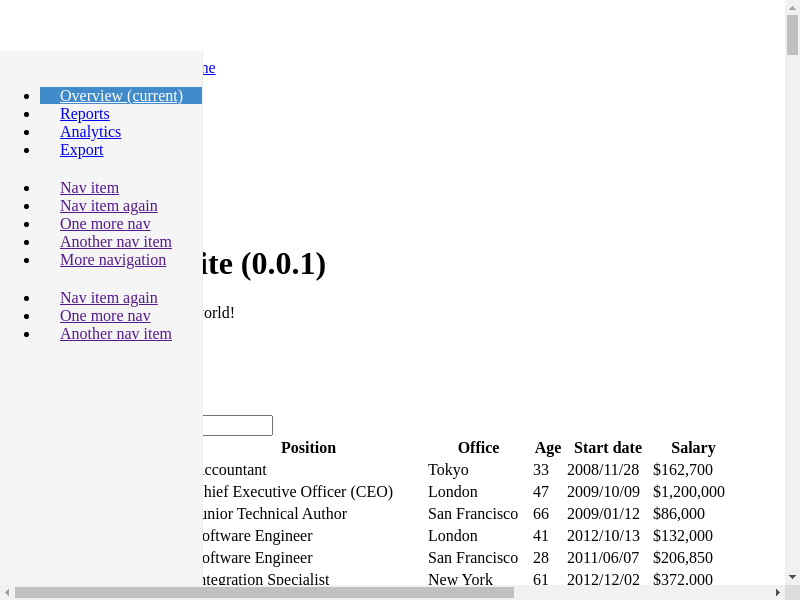 Overview (current)
Reports
Analytics
Export
Nav item
Nav item again
One more nav
Another nav item
More navigation
Nav item again
One more nav
Another nav item
(0.0.1)
Position Office Age Start date Salary
ccountant Tokyo 33 2008/11/28 $162,700
hief Executive Officer (CEO) London 47 2009/10/09 $1,200,000
unior Technical Author San Francisco 66 2009/01/12 $86,000
oftware Engineer London 41 2012/10/13 $132,000
oftware Engineer San Francisco 28 2011/06/07 $206,850
ntegration Specialist New York 61 2012/12/02 $372,000